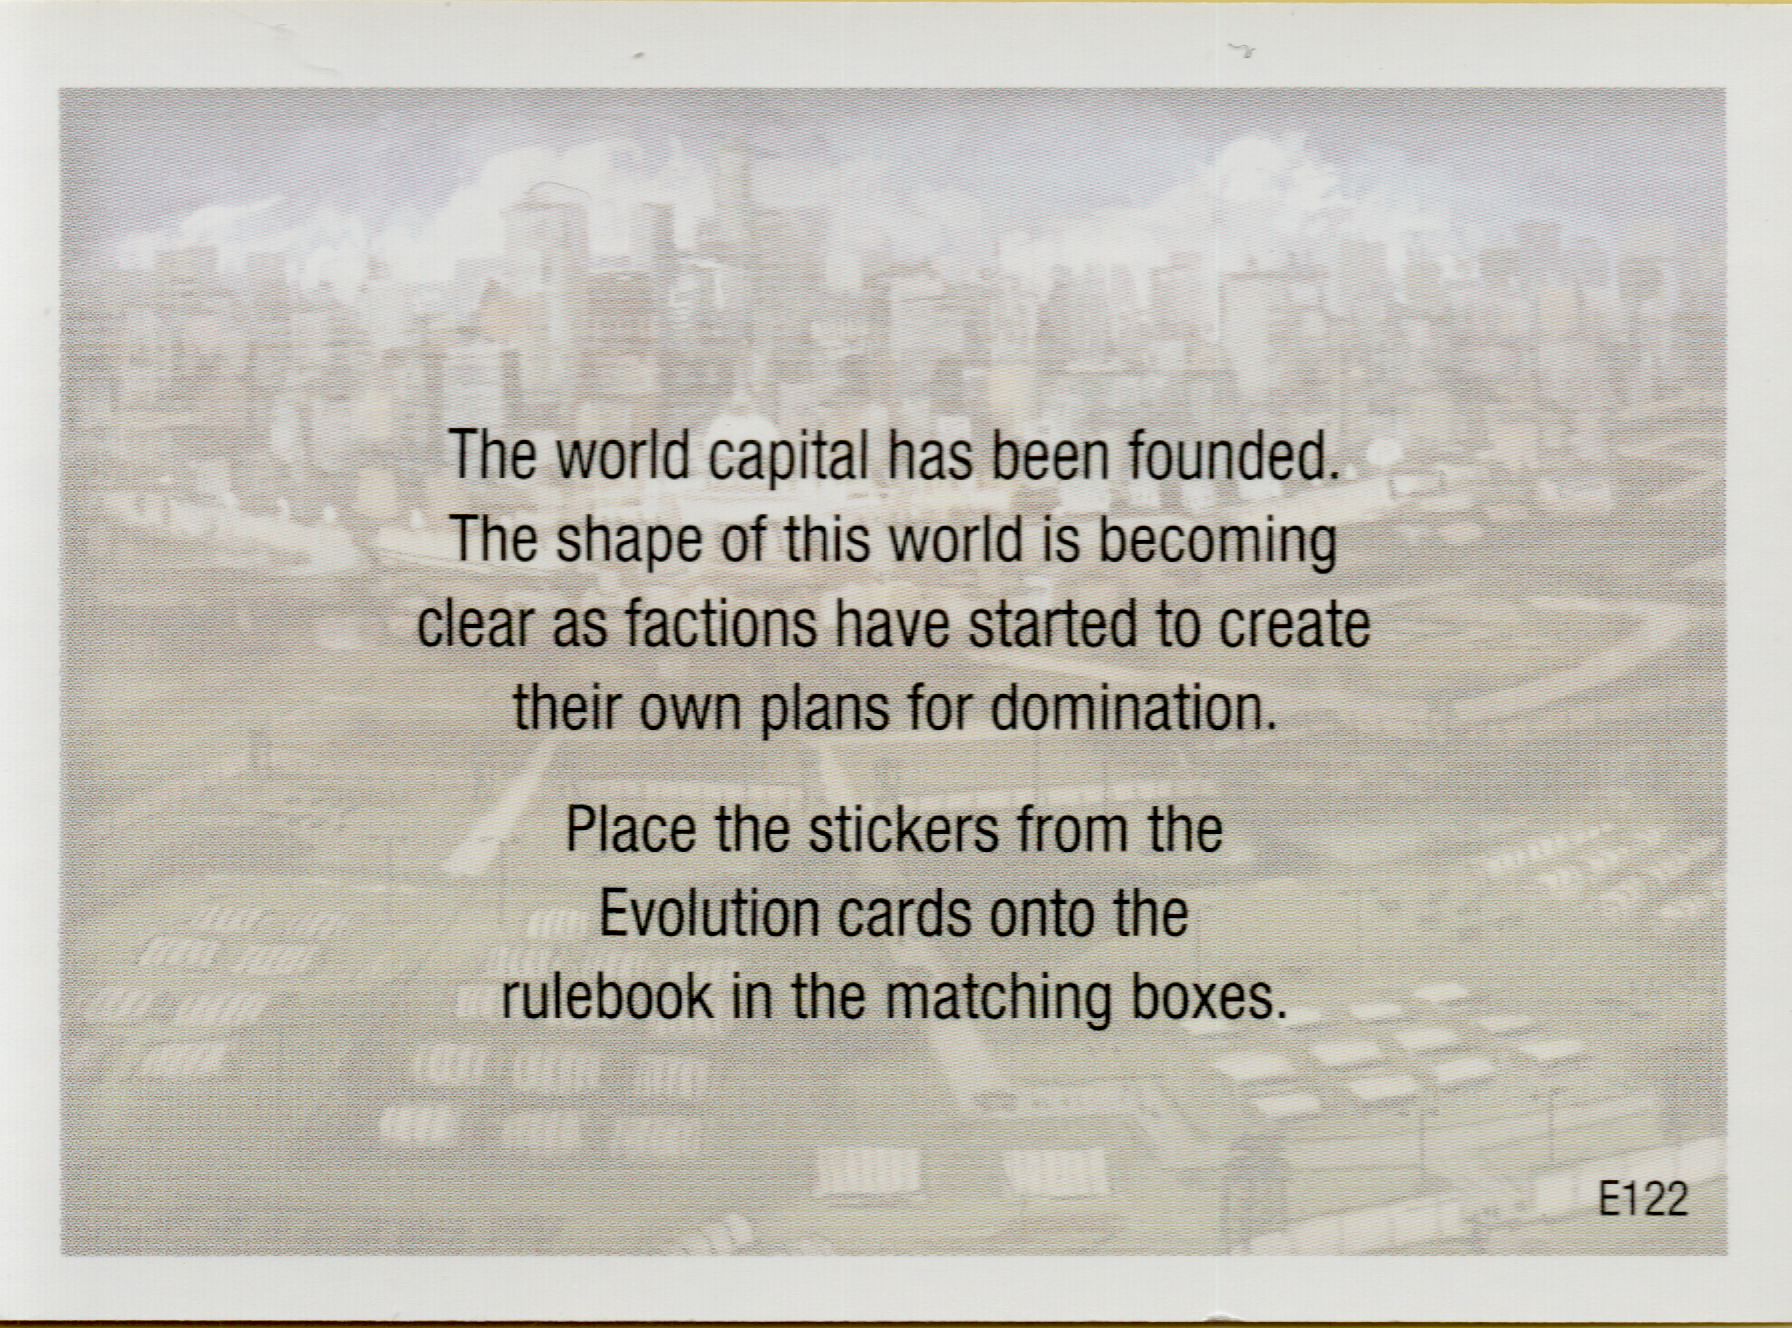 The world capital has been founded.
The shape of this world is becoming
clear as factions have started to create
their own plans for domination.
Place the stickers from the
Evolution cards onto the
rulebook in the matching boxes.
E122